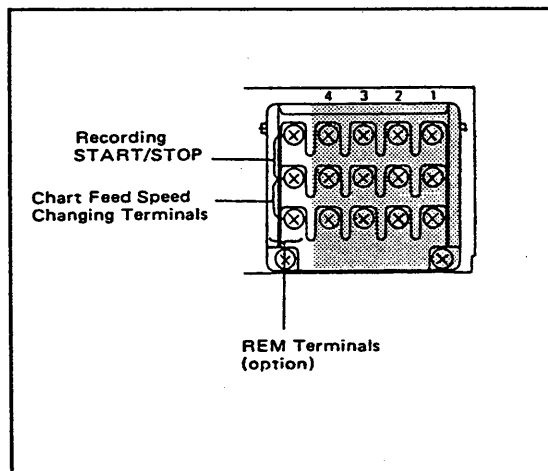 4 3 2 1
Recording
START/STOP
Chart Feed Speed
Changing Terminals
REM Terminals
(option)